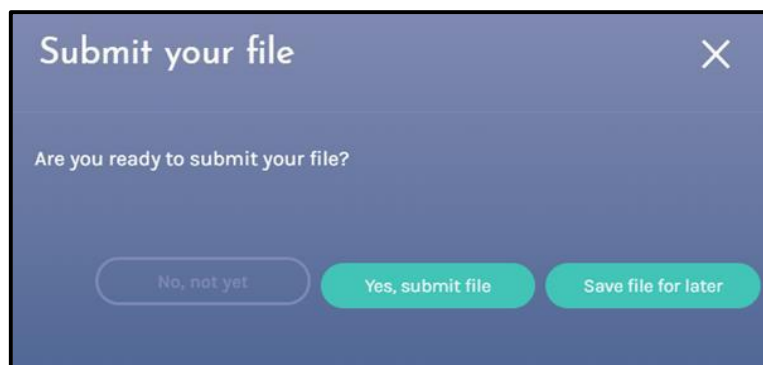 Submit your file
Are you ready to submit your file?
No, not yet
Yes, submit file
Save file for later